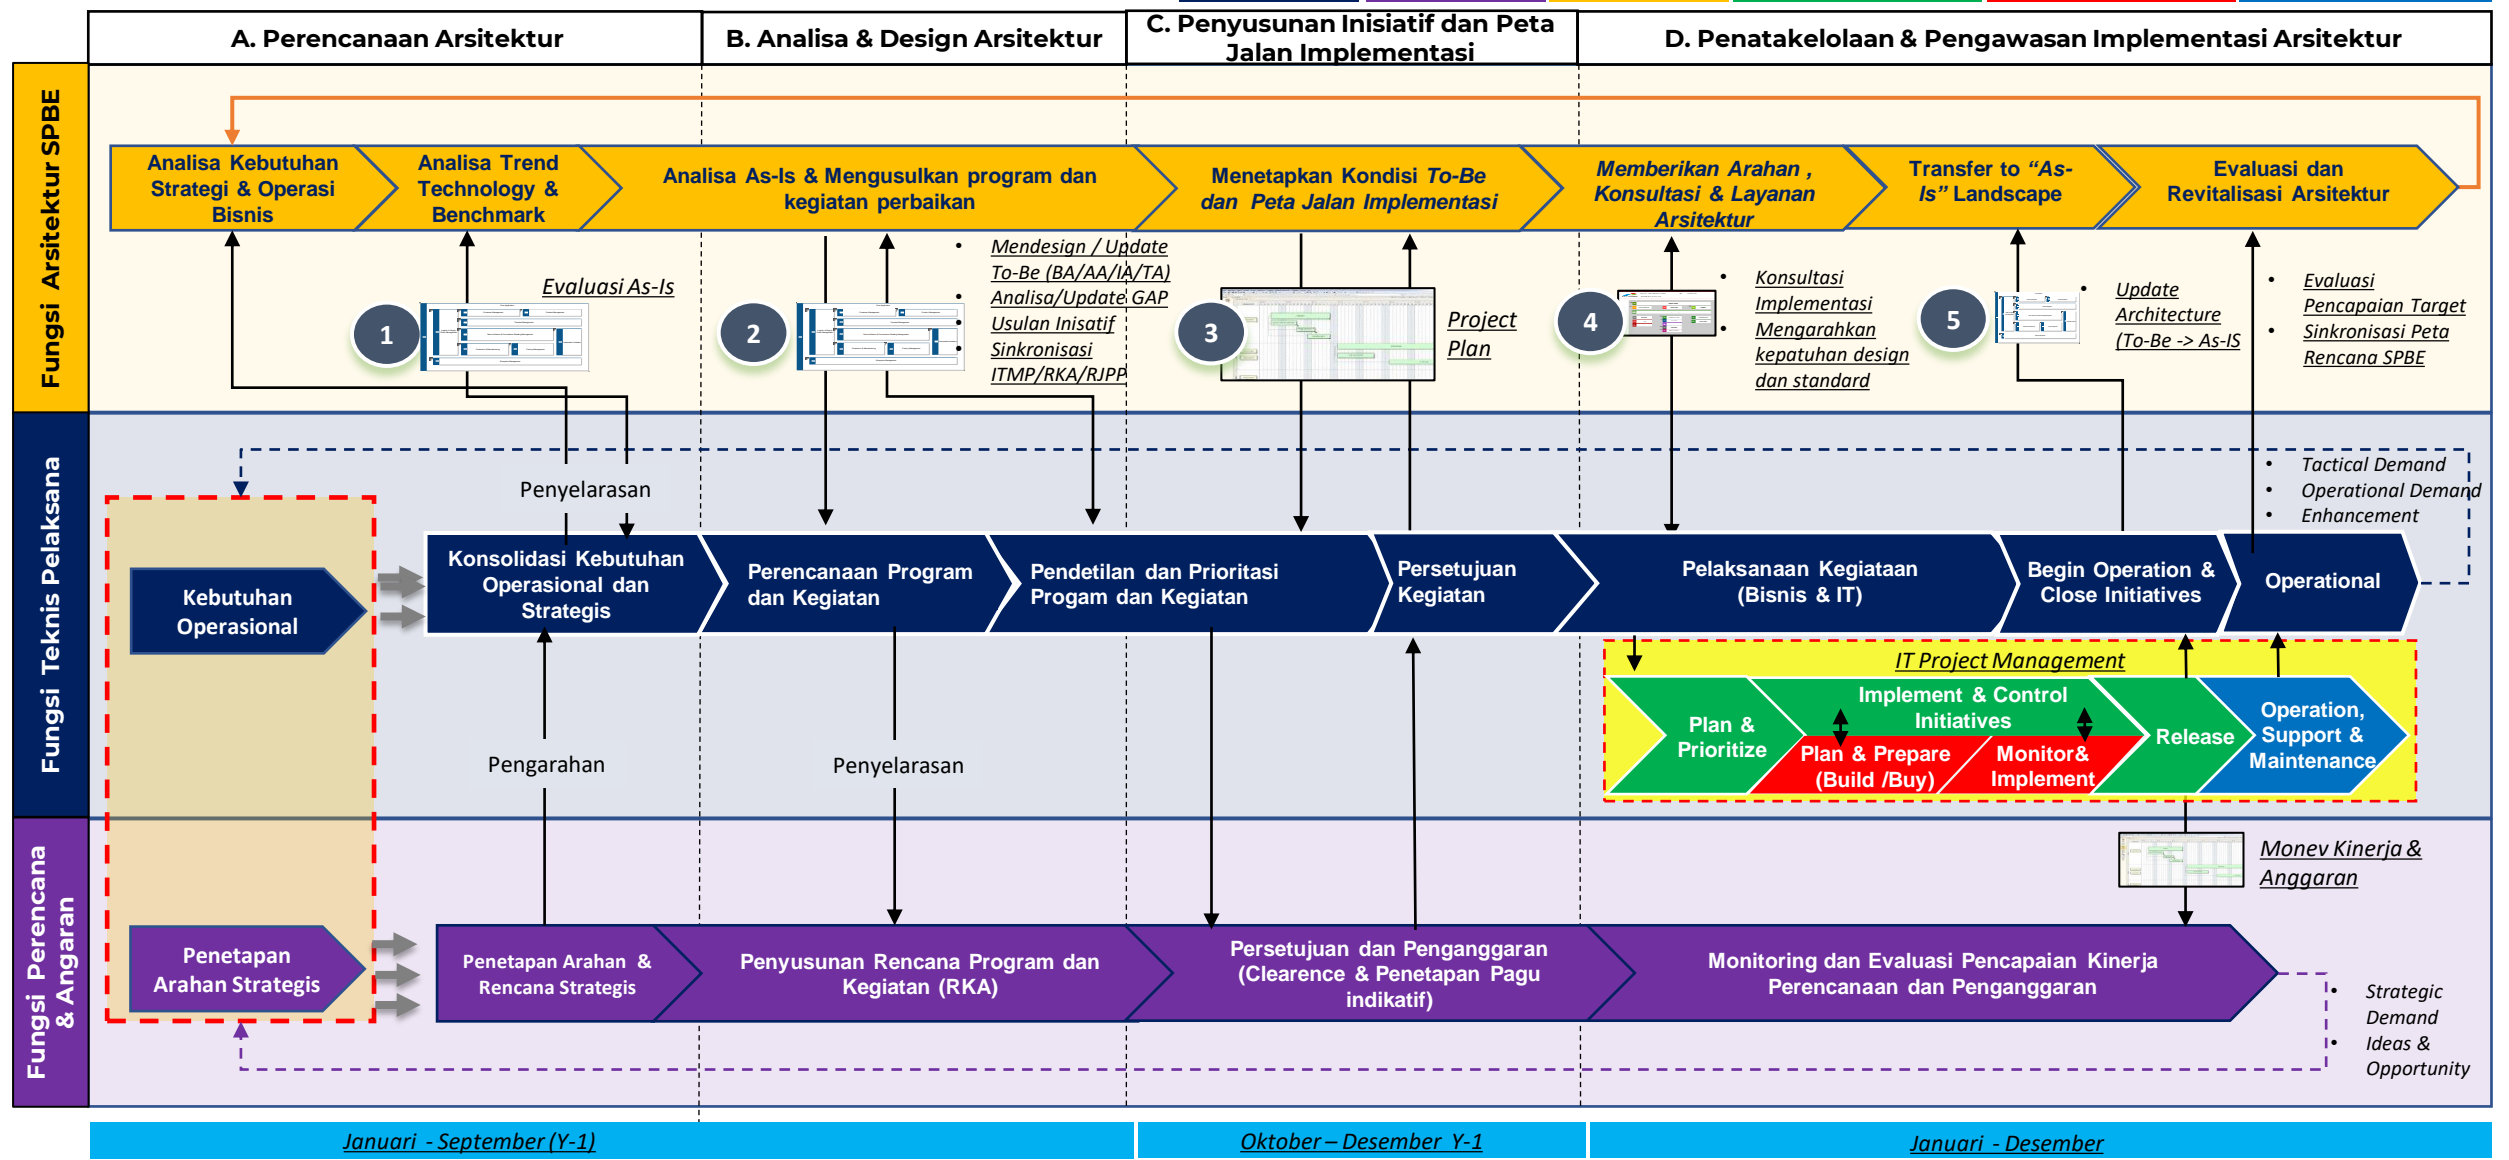 A. Perencanaan Arsitektur
B. Analisa & Design Arsitektur
C. Penyusunan Inisiatif dan Peta
Jalan Implementasi
D. Penatakelolaan & Pengawasan Implementasi Arsitektur
Fungsi Arsitektur SPBE
Analisa Kebutuhan
Strategi & Operasi
Bisnis
Analisa Trend
Technology &
Benchmark
Analisa As-Is & Mengusulkan program dan
kegiatan perbaikan
Menetapkan Kondisi To-Be
dan Peta Jalan Implementasi
Memberikan Arahan ,
Konsultasi & Layanan
Arsitektur
Transfer to “As-
Is” Landscape
Evaluasi dan
Revitalisasi Arsitektur
1
Evaluasi As-Is
2
• Mendesign / Update
To-Be (BA/AA/IA/TA)
• Analisa/Update GAP
• Usulan Inisatif
• Sinkronisasi
ITMP/RKA/RJPP
3
Project
Plan
4
• Konsultasi
Implementasi
• Mengarahkan
kepatuhan design
dan standard
5
• Update
Architecture
(To-Be -> As-IS
• Evaluasi
Pencapaian Target
• Sinkronisasi Peta
Rencana SPBE
Fungsi Teknis Pelaksana
Penyelarasan
• Tactical Demand
• Operational Demand
• Enhancement
Kebutuhan
Operasional
Konsolidasi Kebutuhan
Operasional dan
Strategis
Perencanaan Program
dan Kegiatan
Pendetilan dan Prioritasi
Progam dan Kegiatan
Persetujuan
Kegiatan
Pelaksanaan Kegiataan
(Bisnis & IT)
Begin Operation &
Close Initiatives
Operational
IT Project Management
Plan &
Prioritize
Implement & Control
Initiatives
Plan & Prepare
(Build /Buy)
Monitor&
Implement
Release
Operation,
Support &
Maintenance
Pengarahan
Penyelarasan
Fungsi Perencana
& Angaran
Monev Kinerja &
Anggaran
Penetapan
Arahan Strategis
Penetapan Arahan &
Rencana Strategis
Penyusunan Rencana Program dan
Kegiatan (RKA)
Persetujuan dan Penganggaran
(Clearence & Penetapan Pagu
indikatif)
Monitoring dan Evaluasi Pencapaian Kinerja
Perencanaan dan Penganggaran
• Strategic
Demand
• Ideas &
Opportunity
Januari - September (Y-1)
Oktober – Desember Y-1
Januari - Desember